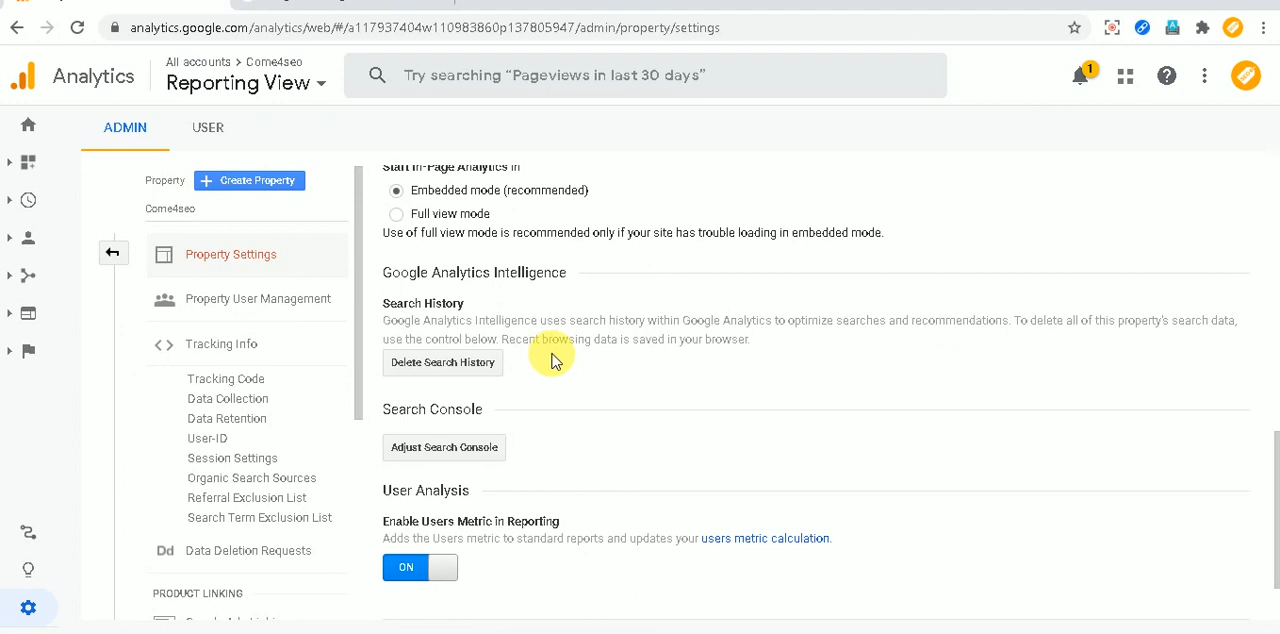 analytics.google.com/analytics/web/#/a117937404w110983860p137805947/admin/property/settings
Analytics
All accounts > Come4seo
Reporting View
Try searching "Pageviews in last 30 days"
1
ADMIN
USER
Property
+ Create Property
Come4seo
Property Settings
Property User Management
Tracking Info
Tracking Code
Data Collection
Data Retention
User-ID
Session Settings
Organic Search Sources
Referral Exclusion List
Search Term Exclusion List
Dd Data Deletion Requests
PRODUCT LINKING
Start In-Page Analytics in
Embedded mode (recommended)
Full view mode
Use of full view mode is recommended only if your site has trouble loading in embedded mode.
Google Analytics Intelligence
Search History
Google Analytics Intelligence uses search history within Google Analytics to optimize searches and recommendations. To delete all of this property's search data,
use the control below. Recent browsing data is saved in your browser.
Delete Search History
Search Console
Adjust Search Console
User Analysis
Enable Users Metric in Reporting
Adds the Users metric to standard reports and updates your users metric calculation.
ON